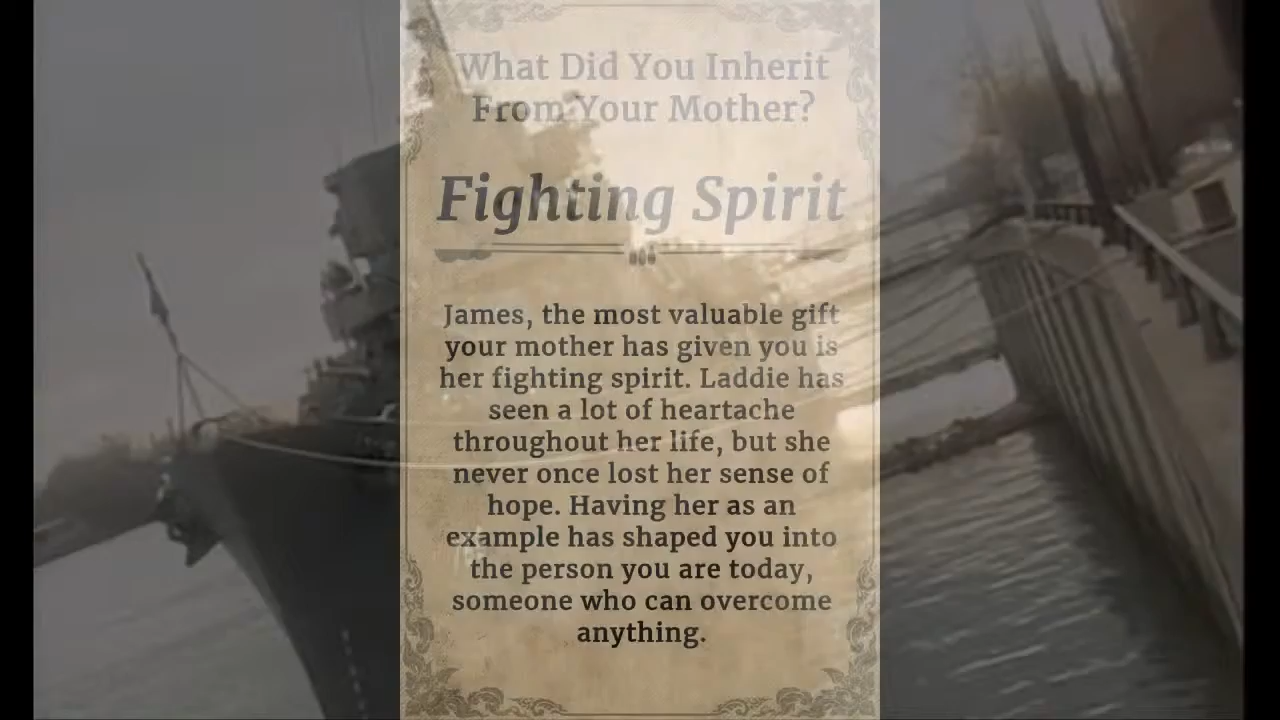 What Did You Inherit
From Your Mother?
Fighting Spirit
James, the most valuable gift
your mother has given you is
her fighting spirit. Laddie has
seen a lot of heartache
throughout her life, but she
never once lost her sense of
hope. Having her as an
example has shaped you into
the person you are today,
someone who can overcome
anything.